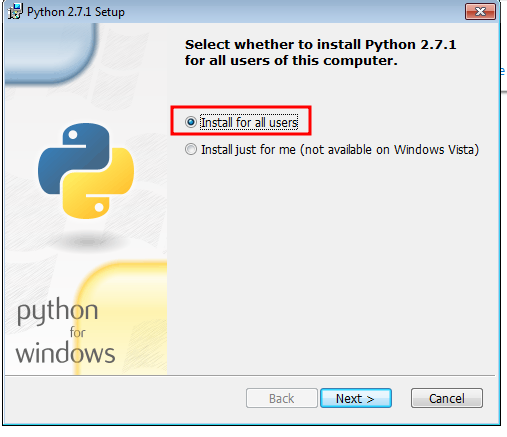 Python 2.7.1 Setup
Select whether to install Python 2.7.1
for all users of this computer.
Install for all users
Install just for me (not available on Windows Vista)
python
for
windows
Back
Next >
Cancel
e